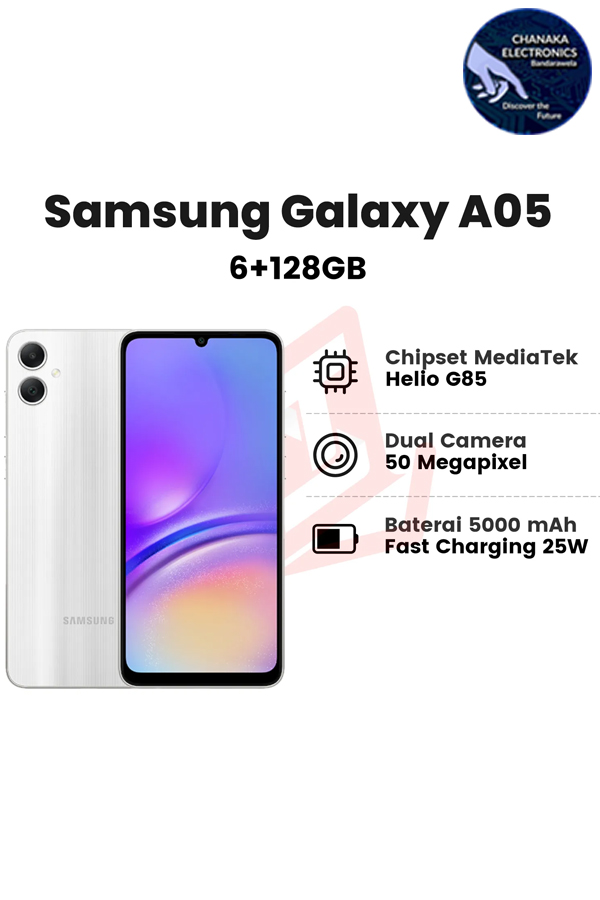 CHANAKA
ELECTRONICS
Bandarawela
Discover the
Future
Samsung Galaxy A05
6+128GB
Chipset MediaTek
Helio G85
Dual Camera
50 Megapixel
Baterai 5000 mAh
Fast Charging 25W
SAMSUNG